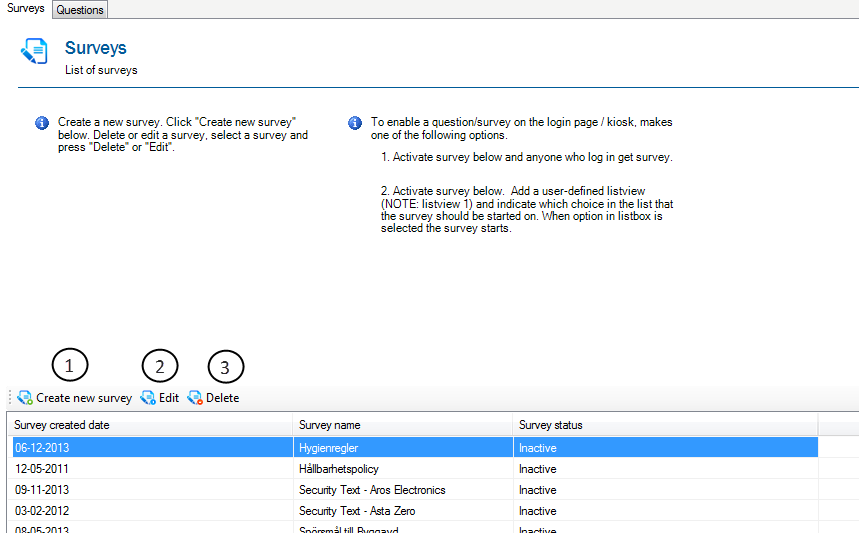 Surveys Questions
Surveys
List of surveys
Create a new survey. Click "Create new survey"
below. Delete or edit a survey, select a survey and
press "Delete" or "Edit".
To enable a question/survey on the login page / kiosk, makes
one of the following options.
1. Activate survey below and anyone who log in get survey.
2. Activate survey below. Add a user-defined listview
(NOTE: listview 1) and indicate which choice in the list that
the survey should be started on. When option in listbox is
selected the survey starts.
1 2 3
Create new survey Edit Delete
Survey created date Survey name Survey status
06-12-2013 Hygienregler Inactive
12-05-2011 Hållbarhetspolicy Inactive
09-11-2013 Security Text - Aros Electronics Inactive
03-02-2012 Security Text - Asta Zero Inactive
08-05-2013 Spörsmål till Byggavd Inactive